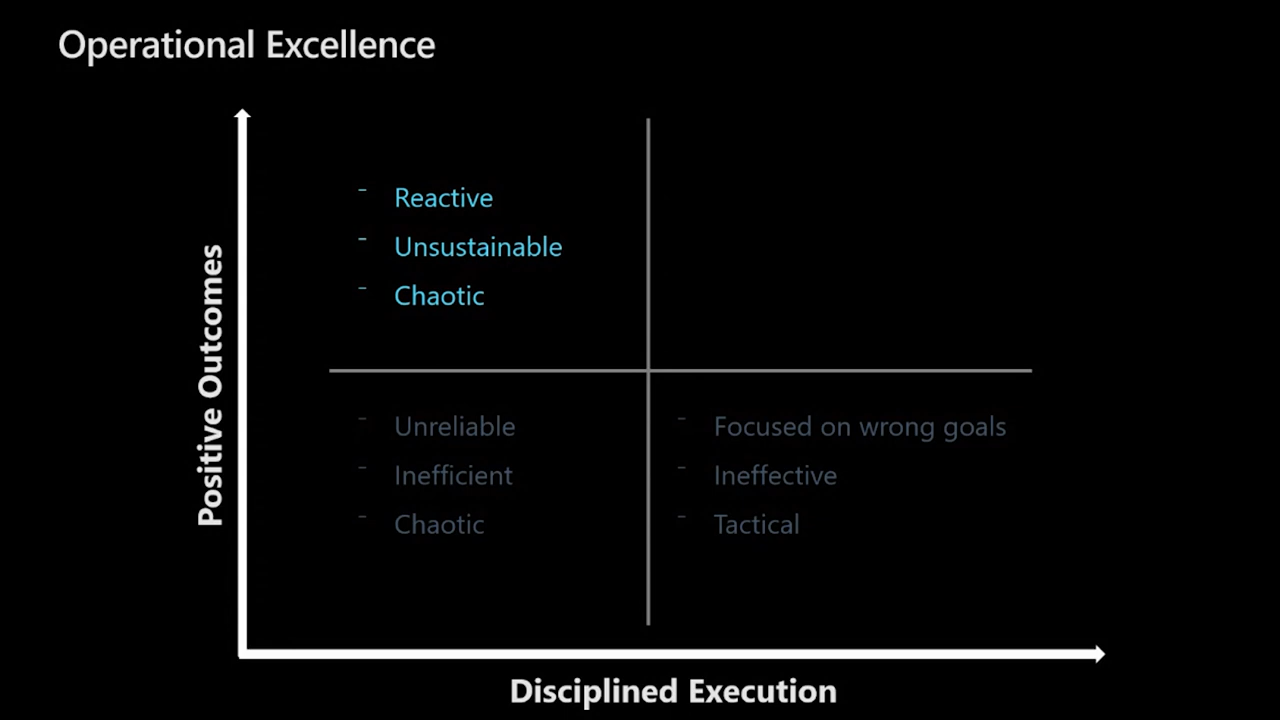 Operational Excellence
- Reactive
- Unsustainable
- Chaotic
- Unreliable
- Inefficient
- Chaotic
- Focused on wrong goals
- Ineffective
- Tactical
Positive Outcomes
Disciplined Execution